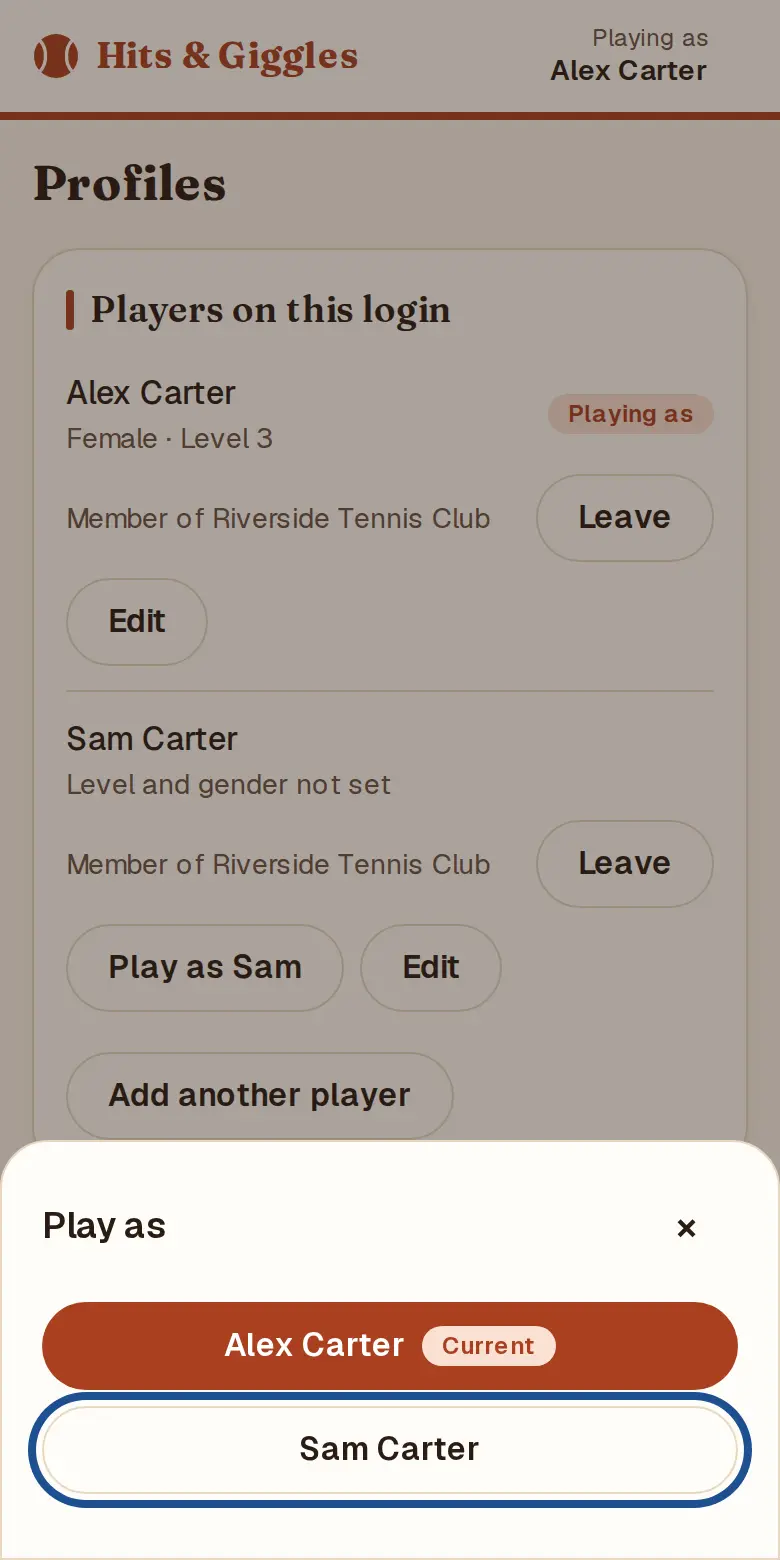 Hits & Giggles
Playing as
Alex Carter
Profiles
Players on this login
Alex Carter
Playing as
Female · Level 3
Member of Riverside Tennis Club
Leave
Edit
Sam Carter
Level and gender not set
Member of Riverside Tennis Club
Leave
Play as Sam
Edit
Add another player
Play as
×
Alex Carter
Current
Sam Carter